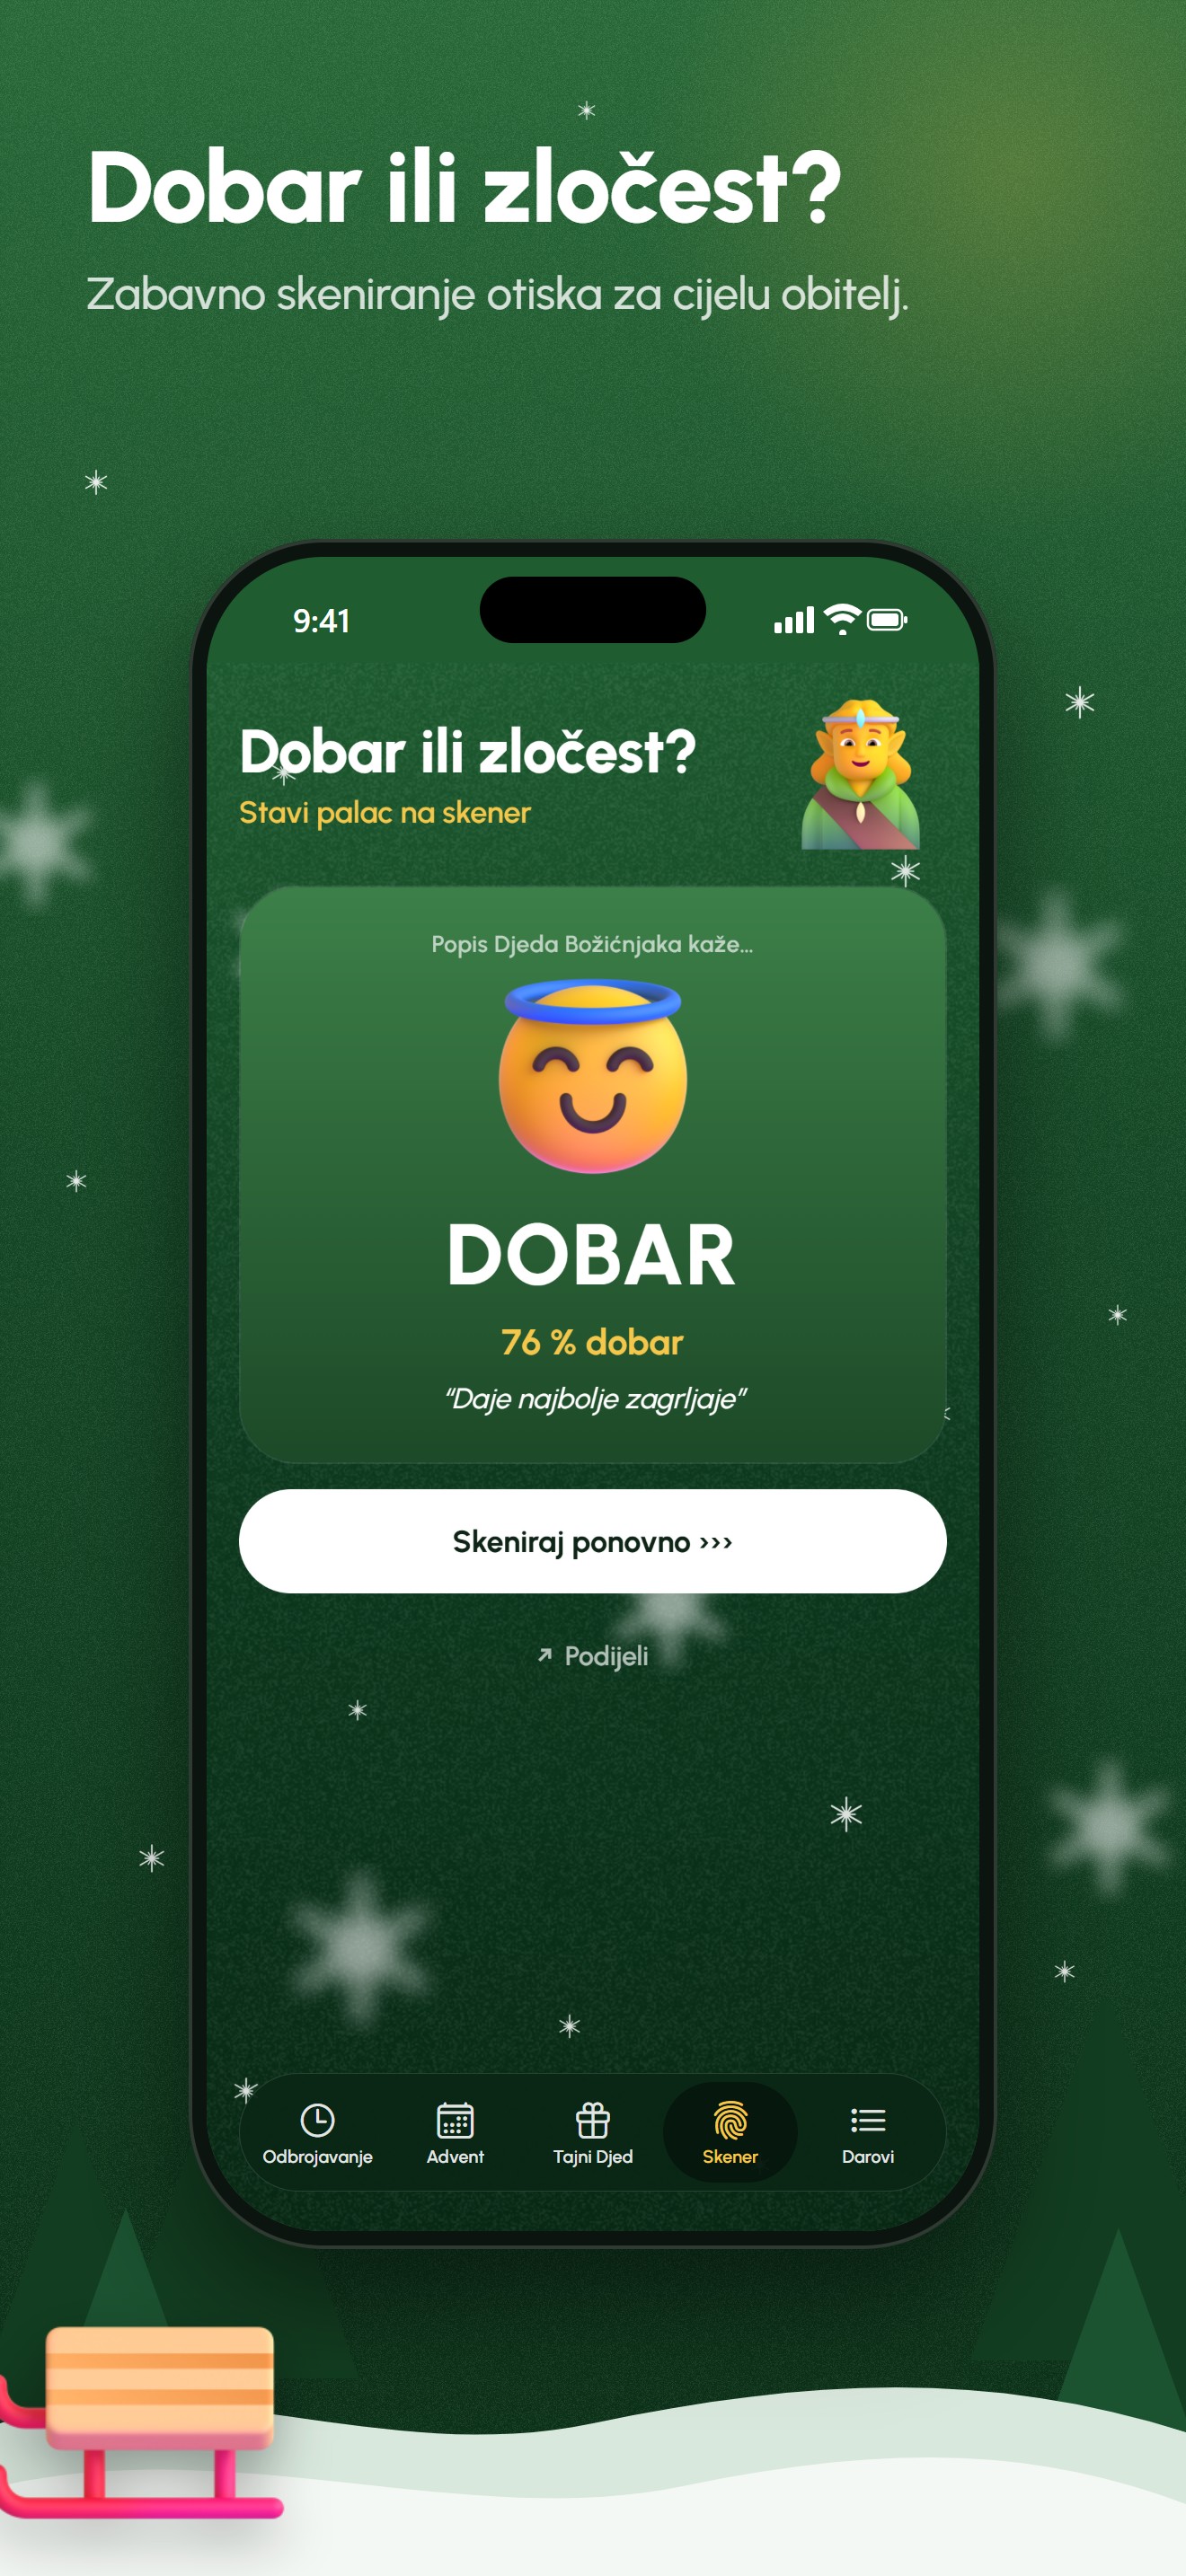 Dobar ili zločest?
Zabavno skeniranje otiska za cijelu obitelj.
9:41
Dobar ili zločest?
Stavi palac na skener
Popis Djeda Božićnjaka kaže...
DOBAR
76 % dobar
“Daje najbolje zagrljaje”
Skeniraj ponovno ›››
↗ Podijeli
Odbrojavanje Advent Tajni Djed Skener Darovi